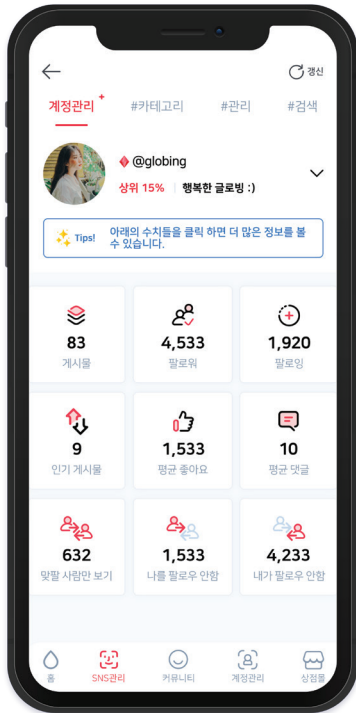 갱신
계정관리 +
#카테고리
#관리
#검색
@globing
상위 15% 행복한 글로빙 :)
Tips!
아래의 수치들을 클릭 하면 더 많은 정보를 볼
수 있습니다.
83
게시물
4,533
팔로워
1,920
팔로잉
9
인기 게시물
1,533
평균 좋아요
10
평균 댓글
632
맞팔 사람만 보기
1,533
나를 팔로우 안함
4,233
내가 팔로우 안함
홈
SNS관리
커뮤니티
계정관리
상점몰